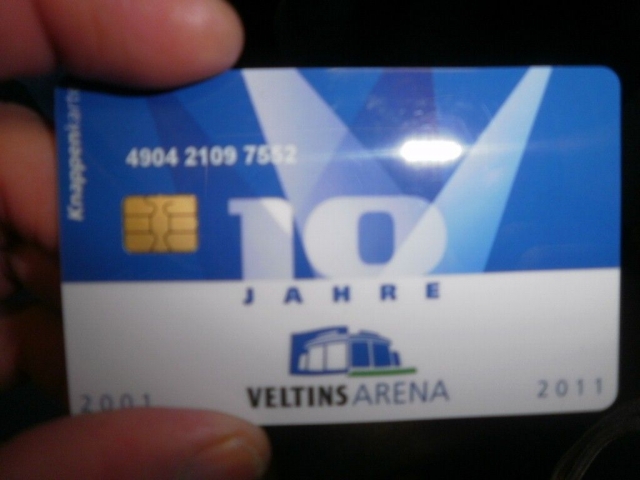 Knappenkarte
4904 2109 7552
10
JAHRE
VELTINS ARENA
2001
2011